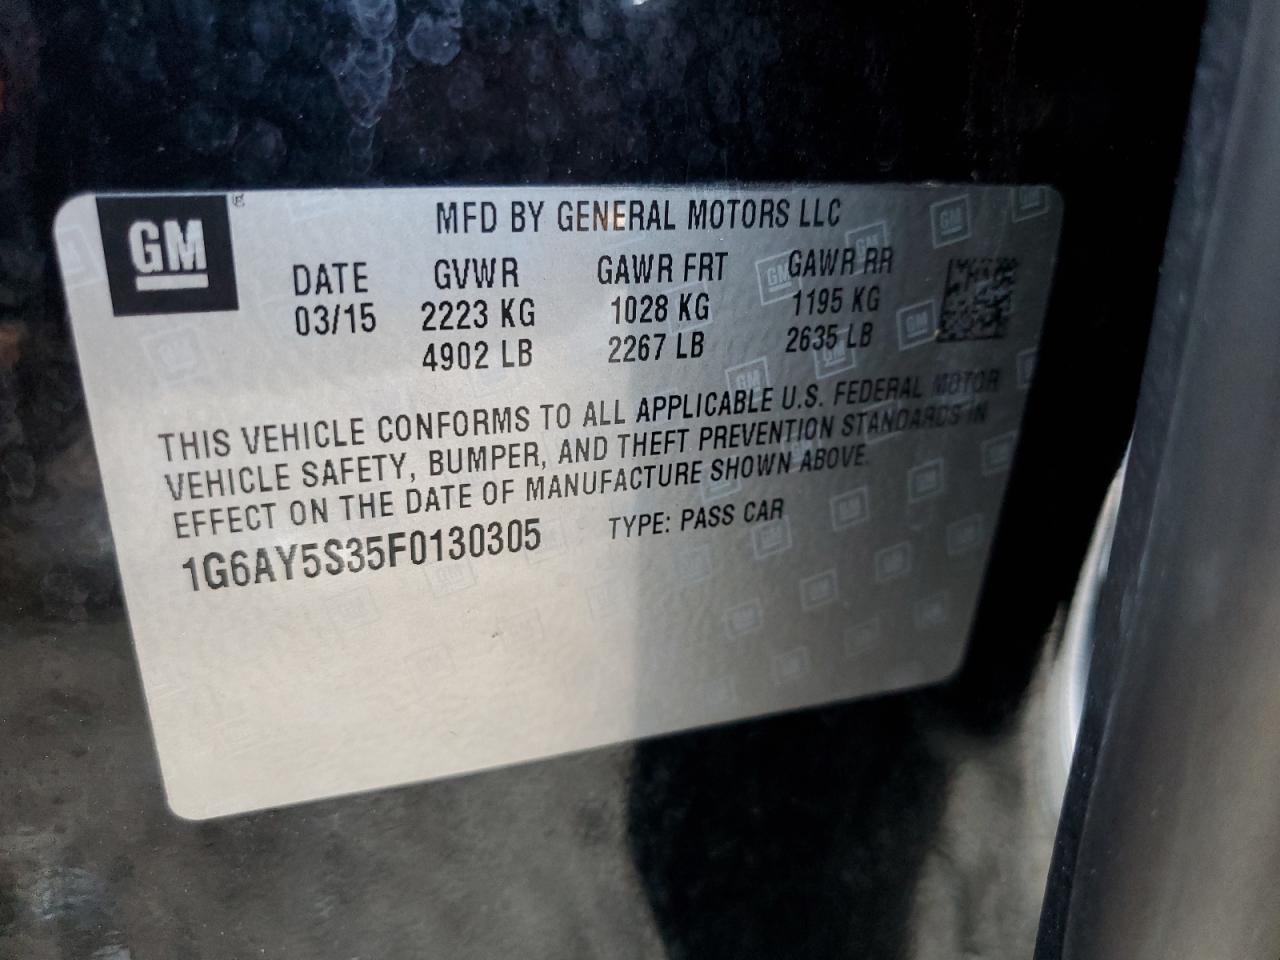 GM
MFD BY GENERAL MOTORS LLC
DATE GVWR GAWR FRT GAWR RR
03/15 2223 KG 1028 KG 1195 KG
4902 LB 2267 LB 2635 LB
THIS VEHICLE CONFORMS TO ALL APPLICABLE U.S. FEDERAL MOTOR
VEHICLE SAFETY, BUMPER, AND THEFT PREVENTION STANDARDS IN
EFFECT ON THE DATE OF MANUFACTURE SHOWN ABOVE.
1G6AY5S35F0130305 TYPE: PASS CAR